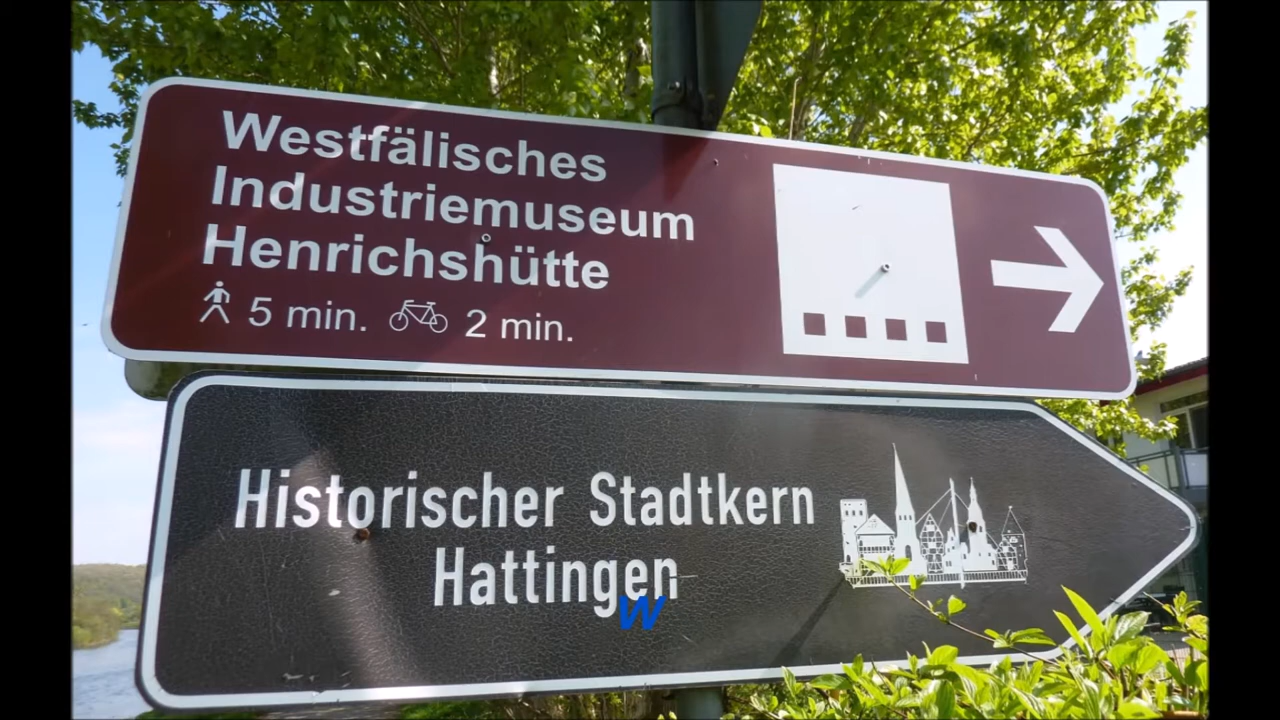 Westfälisches
Industriemuseum
Henrichshütte
5 min. 2 min.
Historischer Stadtkern
Hattingen
W